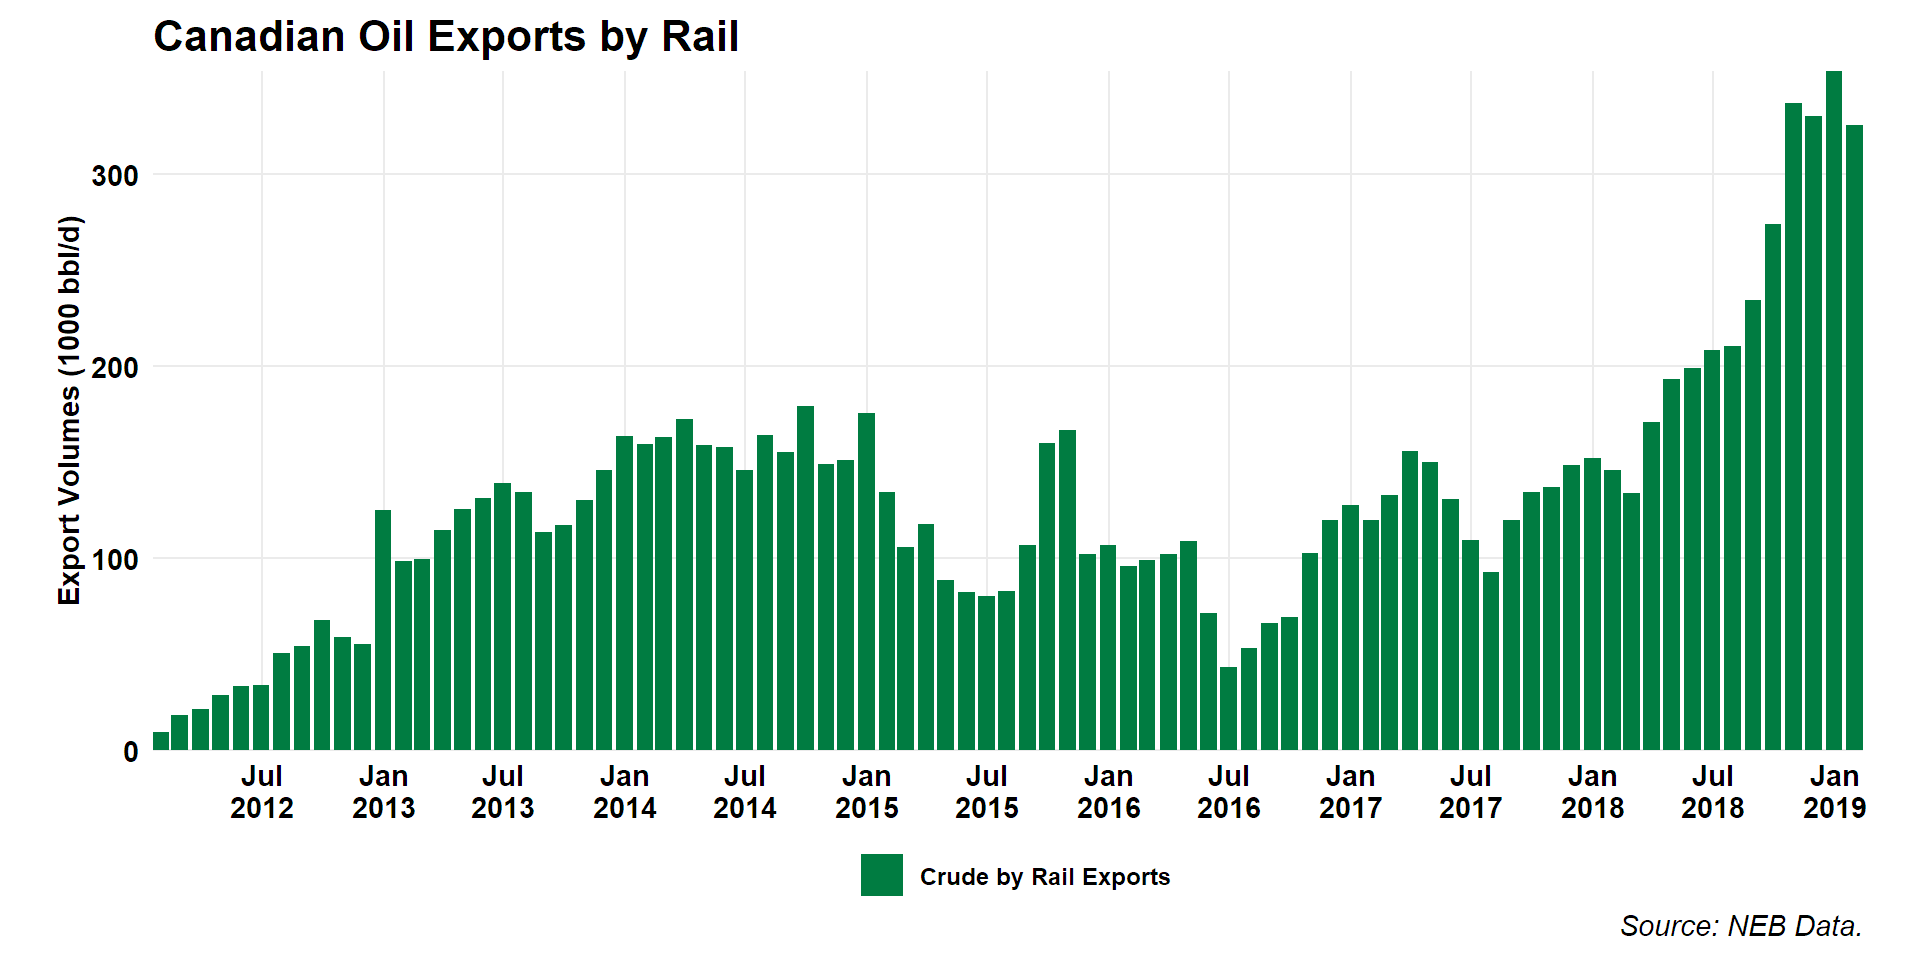 Canadian Oil Exports by Rail
Export Volumes (1000 bbl/d)
300
200
100
0
Jul Jan Jul Jan Jul Jan Jul Jan Jul Jan Jul Jan Jul Jan
2012 2013 2013 2014 2014 2015 2015 2016 2016 2017 2017 2018 2018 2019
Crude by Rail Exports
Source: NEB Data.